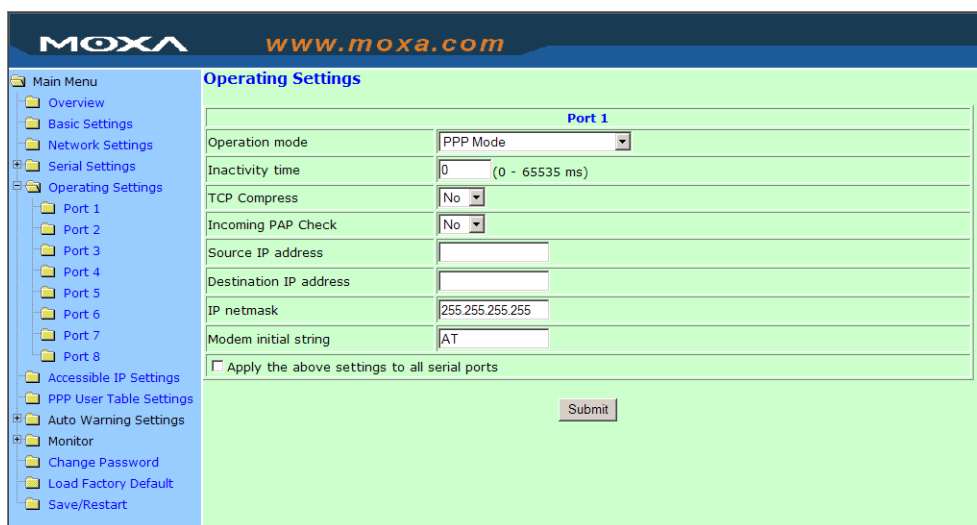 MOXA www.moxa.com
Main Menu
Overview
Basic Settings
Network Settings
Serial Settings
Operating Settings
Port 1
Port 2
Port 3
Port 4
Port 5
Port 6
Port 7
Port 8
Accessible IP Settings
PPP User Table Settings
Auto Warning Settings
Monitor
Change Password
Load Factory Default
Save/Restart
Operating Settings
Port 1
Operation mode PPP Mode
Inactivity time 0 (0 - 65535 ms)
TCP Compress No
Incoming PAP Check No
Source IP address
Destination IP address
IP netmask 255.255.255.255
Modem initial string AT
Apply the above settings to all serial ports
Submit